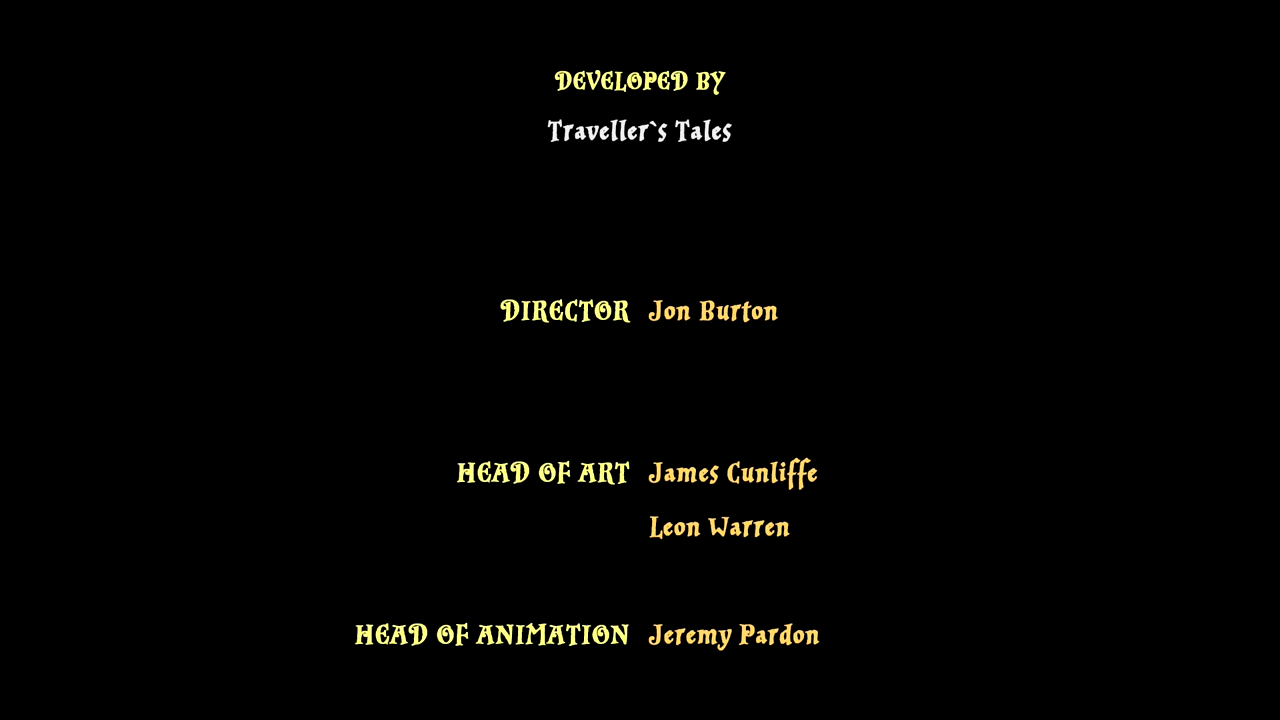 DEVELOPED BY
Traveller`s Tales
DIRECTOR Jon Burton
HEAD OF ART James Cunliffe
Leon Warren
HEAD OF ANIMATION Jeremy Pardon